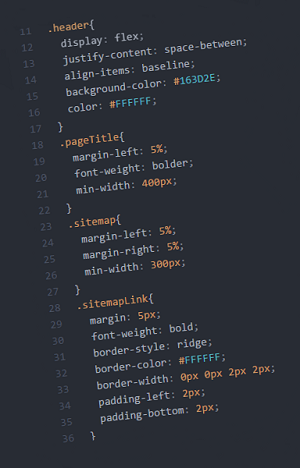 11 .header{
12 display: flex;
13 justify-content: space-between;
14 align-items: baseline;
15 background-color: #163D2E;
16 color: #FFFFFF;
17 }
18 .pageTitle{
19 margin-left: 5%;
20 font-weight: bolder;
21 min-width: 400px;
22 }
23 .sitemap{
24 margin-left: 5%;
25 margin-right: 5%;
26 min-width: 300px;
27 }
28 .sitemapLink{
29 margin: 5px;
30 font-weight: bold;
31 border-style: ridge;
32 border-color: #FFFFFF;
33 border-width: 0px 0px 2px 2px;
34 padding-left: 2px;
35 padding-bottom: 2px;
36 }